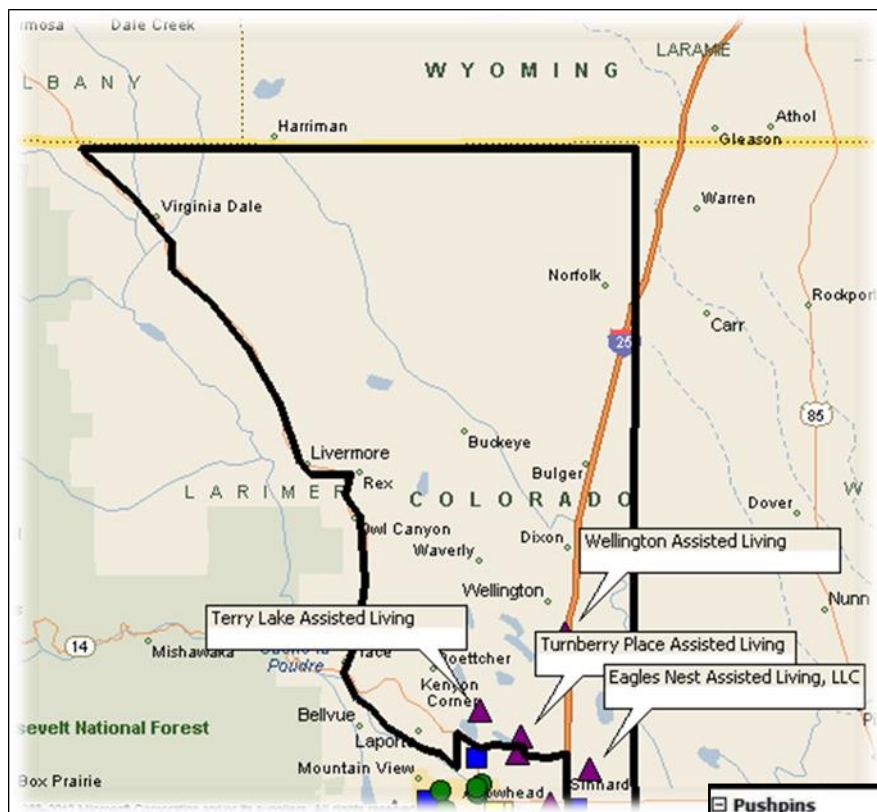 Dale Creek
LARAMIE
WYOMING
Athol
Harriman
Gleason
Virginia Dale
Warren
Norfolk
Rockport
Carr
25
85
Livermore
Buckeye
Rex
Bulger
LARIMER
COLORADO
W
Dover
Owl Canyon
Dixon
Wellington Assisted Living
Waverly
Wellington
Nunn
Terry Lake Assisted Living
14
Mishawaka
Poudre
Turnberry Place Assisted Living
Kenyon
Corner
Eagles Nest Assisted Living, LLC
Bellvue
National Forest
Laporte
Mountain View
Box Prairie
Pushpins